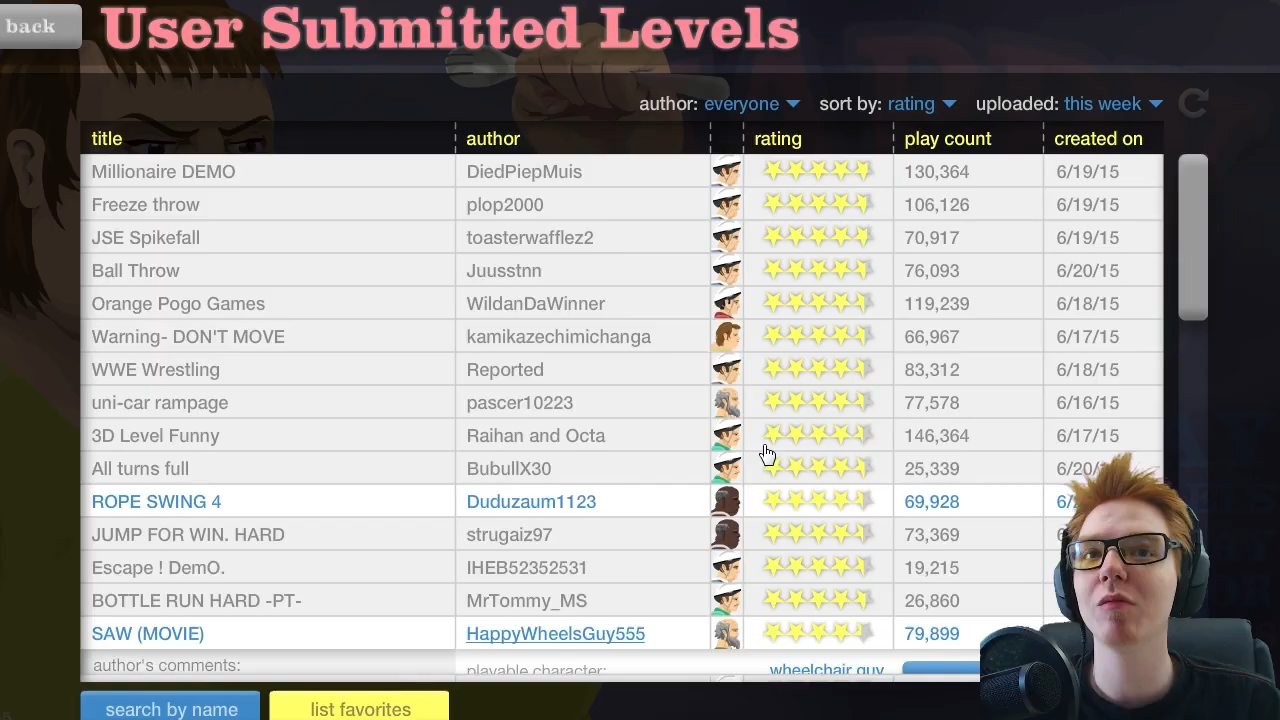 back
User Submitted Levels
author: everyone sort by: rating uploaded: this week
title author rating play count created on
Millionaire DEMO DiedPiepMuis 130,364 6/19/15
Freeze throw plop2000 106,126 6/19/15
JSE Spikefall toasterwafflez2 70,917 6/19/15
Ball Throw Juusstnn 76,093 6/20/15
Orange Pogo Games WildanDaWinner 119,239 6/18/15
Warning- DON'T MOVE kamikazechimichanga 66,967 6/17/15
WWE Wrestling Reported 83,312 6/18/15
uni-car rampage pascer10223 77,578 6/16/15
3D Level Funny Raihan and Octa 146,364 6/17/15
All turns full BubullX30 25,339 6/20/
ROPE SWING 4 Duduzaum1123 69,928 6/
JUMP FOR WIN. HARD strugaiz97 73,369
Escape ! DemO. IHEB52352531 19,215
BOTTLE RUN HARD -PT- MrTommy_MS 26,860
SAW (MOVIE) HappyWheelsGuy555 79,899
author's comments: playable character: wheelchair guy
search by name list favorites